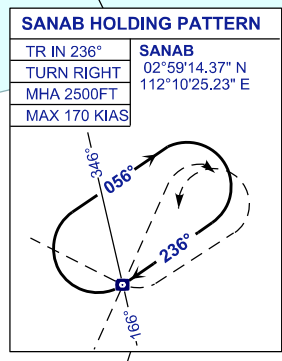 SANAB HOLDING PATTERN
TR IN 236°
TURN RIGHT
MHA 2500FT
MAX 170 KIAS
SANAB
02°59'14.37" N
112°10'25.23" E
346°
056°
236°
166°